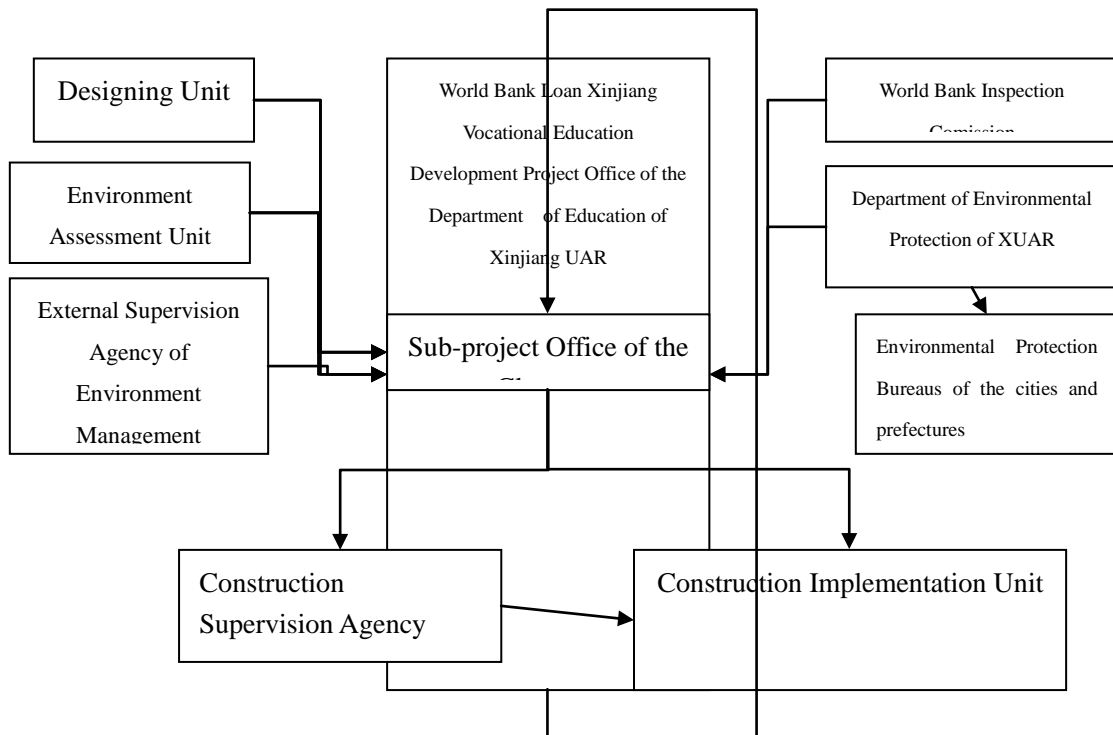 Designing Unit
World Bank Loan Xinjiang
Vocational Education
Development Project Office of the
Department of Education of
Xinjiang UAR
World Bank Inspection
Environment
Assessment Unit
Department of Environmental
Protection of XUAR
External Supervision
Agency of
Environment
Management
Sub-project Office of the
Environmental Protection
Bureaus of the cities and
prefectures
Construction
Supervision Agency
Construction Implementation Unit